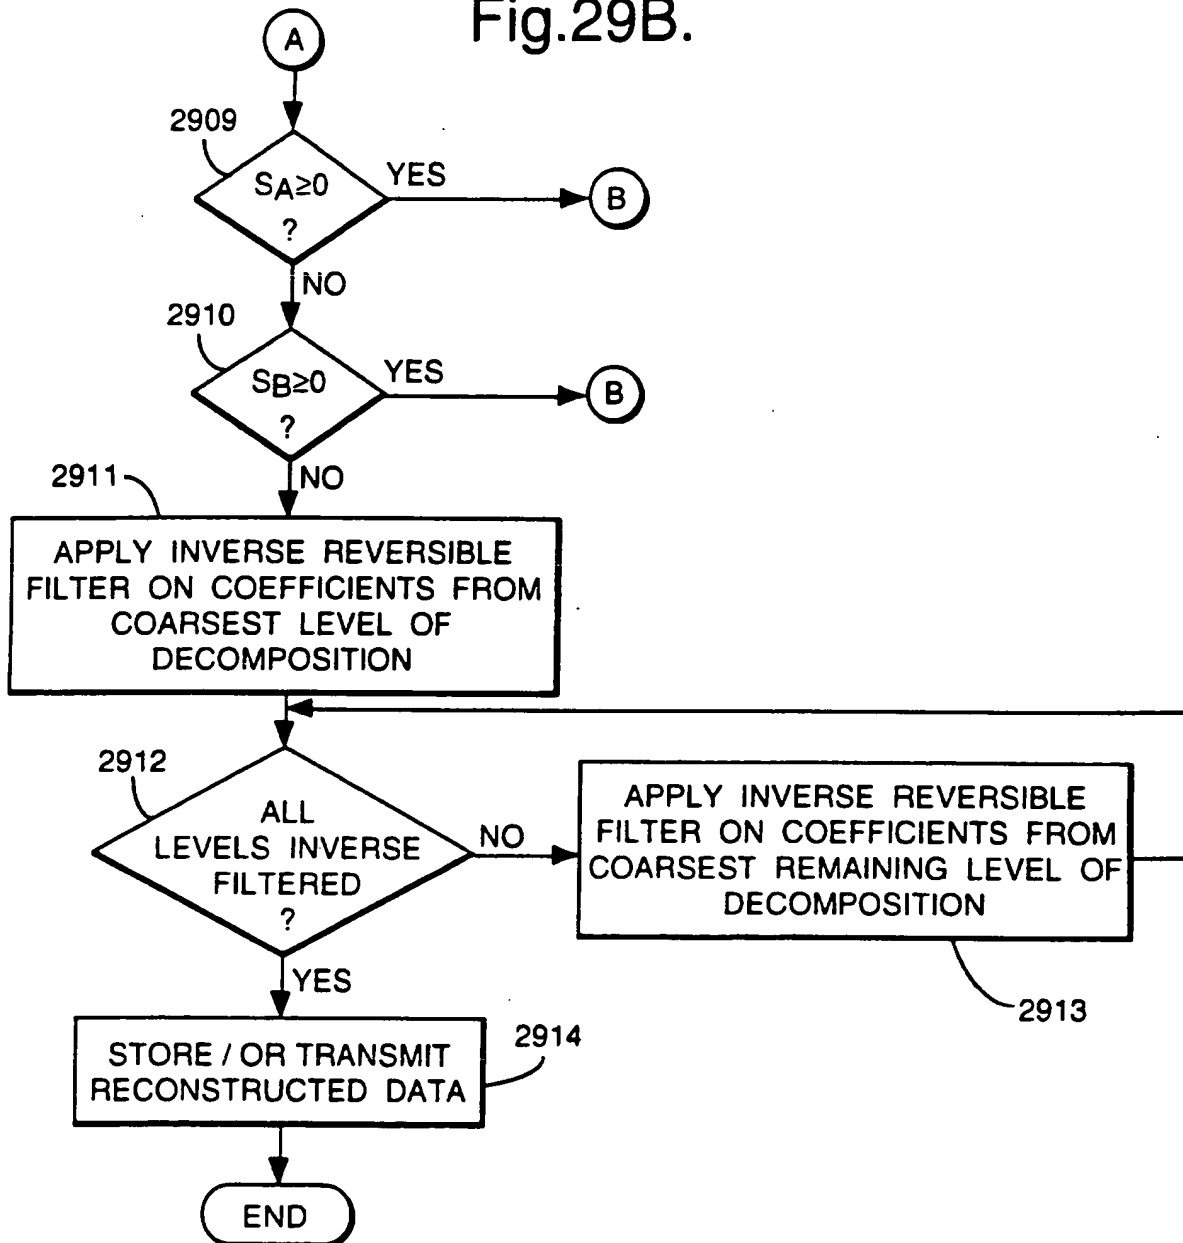 Fig.29B.
A
2909
SA≥0
?
YES
B
NO
2910
SB≥0
?
YES
B
NO
2911
APPLY INVERSE REVERSIBLE
FILTER ON COEFFICIENTS FROM
COARSEST LEVEL OF
DECOMPOSITION
2912
ALL
LEVELS INVERSE
FILTERED
?
NO
APPLY INVERSE REVERSIBLE
FILTER ON COEFFICIENTS FROM
COARSEST REMAINING LEVEL OF
DECOMPOSITION
2913
YES
STORE / OR TRANSMIT
RECONSTRUCTED DATA
2914
END